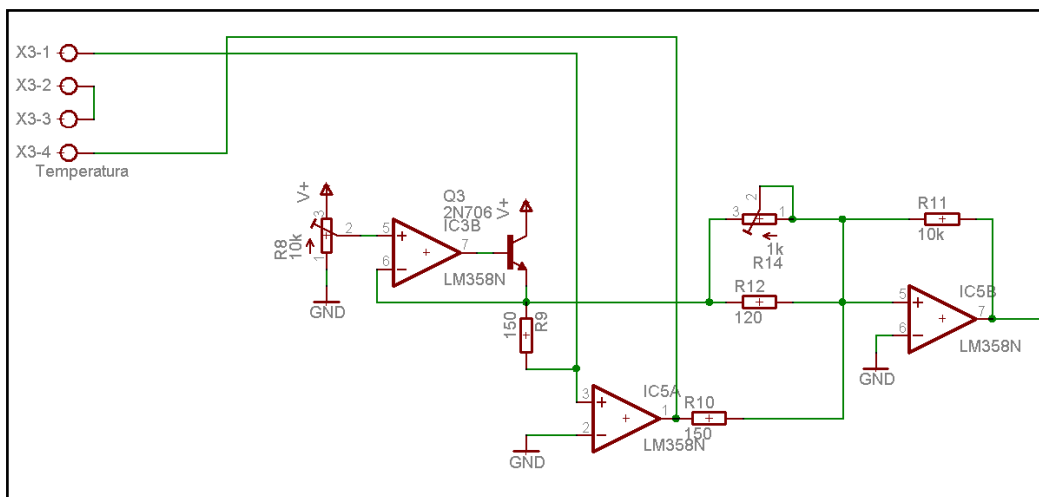 X3-1
X3-2
X3-3
X3-4
Temperatura
V+
3
2
1
R8
10k
GND
Q3
2N706
IC3B
V+
5
6
7
LM358N
150
R9
3
2
1
IC5A
LM358N
GND
R10
150
3
2
1
1k
R14
R12
120
R11
10k
5
6
7
IC5B
LM358N
GND
+
-
+
-
+
-